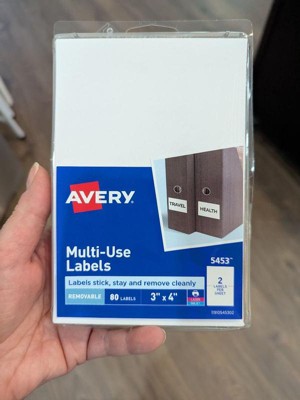 AVERY
TRAVEL
HEALTH
Multi-Use
Labels
5453™
Labels stick, stay and remove cleanly
REMOVABLE
80 LABELS
3" x 4"
2
LABELS
PER
SHEET